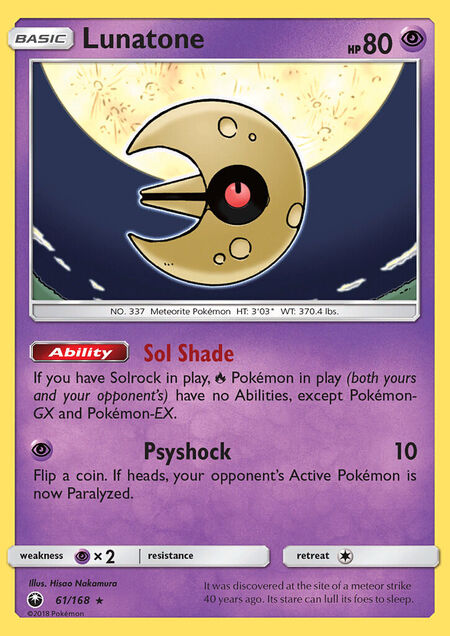 BASIC Lunatone HP 80
NO. 337 Meteorite Pokémon HT: 3'03" WT: 370.4 lbs.
Ability Sol Shade
If you have Solrock in play, Pokémon in play (both yours
and your opponent's) have no Abilities, except Pokémon-
GX and Pokémon-EX.
Psyshock 10
Flip a coin. If heads, your opponent's Active Pokémon is
now Paralyzed.
weakness ×2 resistance retreat
Illus. Hisao Nakamura
61/168 ★
©2018 Pokémon
It was discovered at the site of a meteor strike
40 years ago. Its stare can lull its foes to sleep.